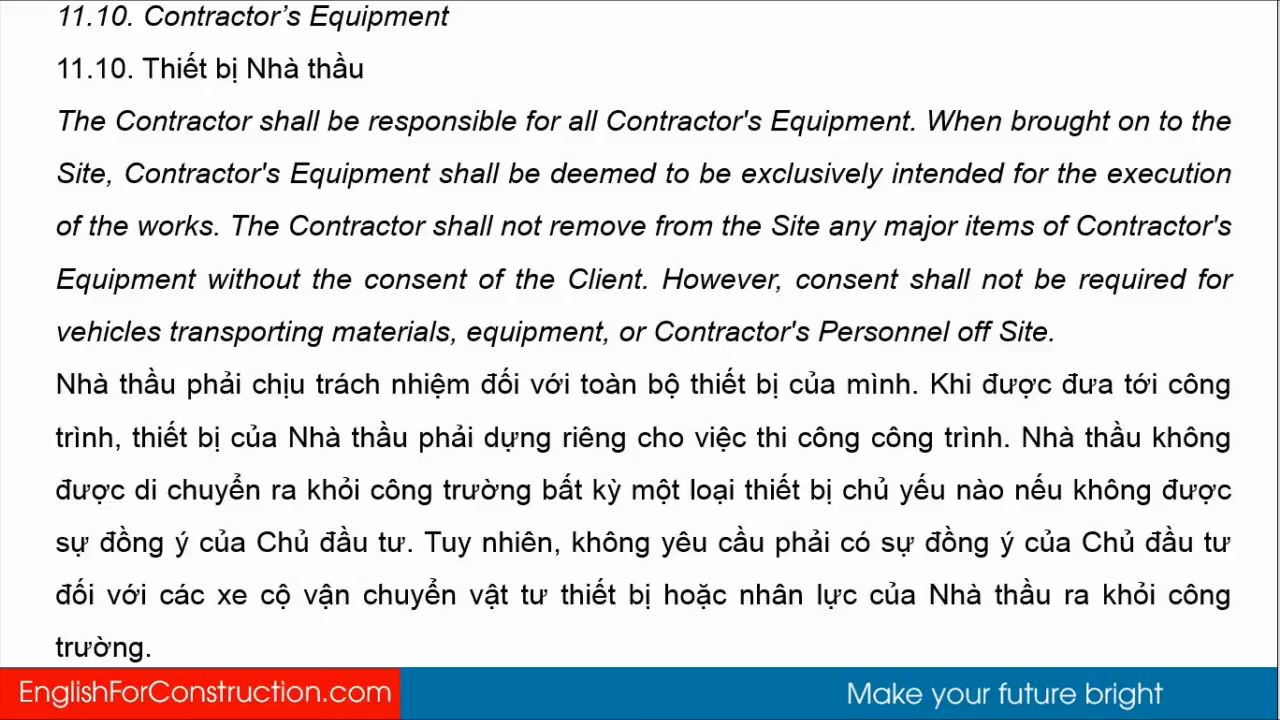 11.10. Contractor’s Equipment
11.10. Thiết bị Nhà thầu
The Contractor shall be responsible for all Contractor's Equipment. When brought on to the
Site, Contractor's Equipment shall be deemed to be exclusively intended for the execution
of the works. The Contractor shall not remove from the Site any major items of Contractor's
Equipment without the consent of the Client. However, consent shall not be required for
vehicles transporting materials, equipment, or Contractor's Personnel off Site.
Nhà thầu phải chịu trách nhiệm đối với toàn bộ thiết bị của mình. Khi được đưa tới công
trình, thiết bị của Nhà thầu phải dựng riêng cho việc thi công công trình. Nhà thầu không
được di chuyển ra khỏi công trường bất kỳ một loại thiết bị chủ yếu nào nếu không được
sự đồng ý của Chủ đầu tư. Tuy nhiên, không yêu cầu phải có sự đồng ý của Chủ đầu tư
đối với các xe cộ vận chuyển vật tư thiết bị hoặc nhân lực của Nhà thầu ra khỏi công
trường.
EnglishForConstruction.com
Make your future bright